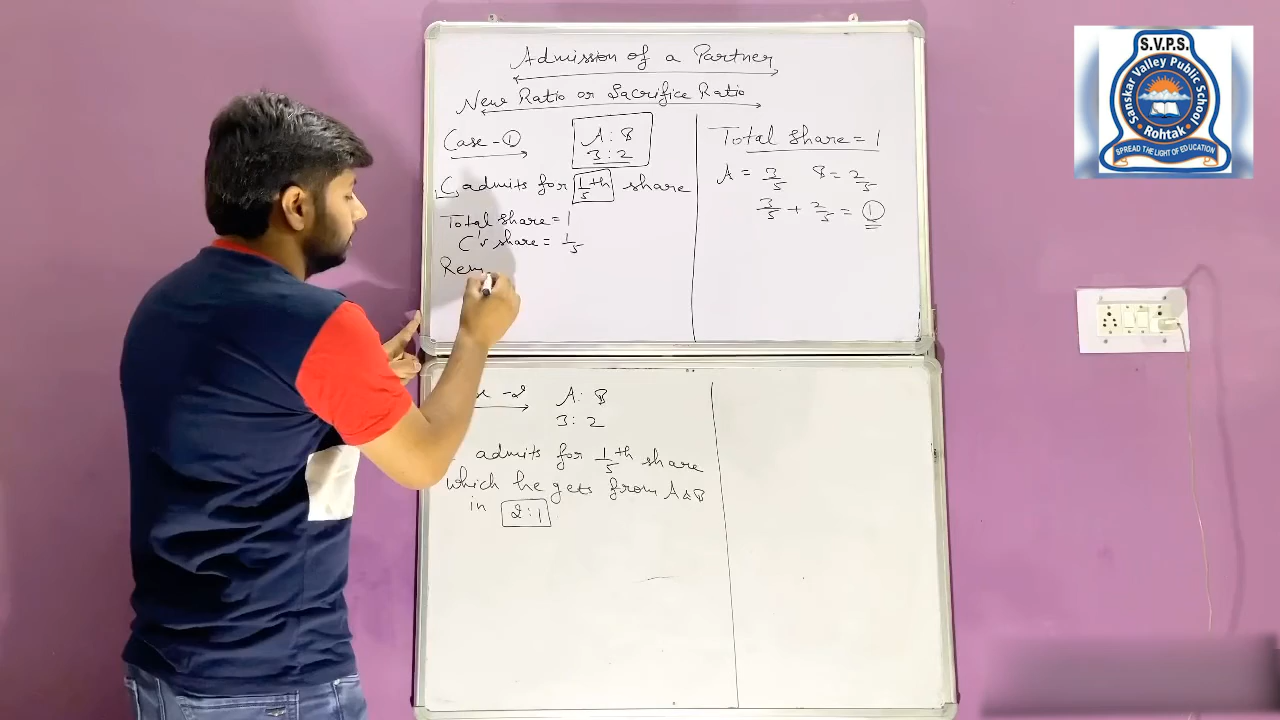 Admission of a Partner
New Ratio or Sacrifice Ratio
Case-①
A : B
3 : 2
C admits for 1/5th share
Total share = 1
C's share = 1/5
Rem
Total share = 1
A = 3/5 B = 2/5
3/5 + 2/5 = ①
-2
A : B
3 : 2
admits for 1/5th share
which he gets from A & B
in 2:1
S.V.P.S.
Sanskar Valley Public School
Rohtak
SPREAD THE LIGHT OF EDUCATION